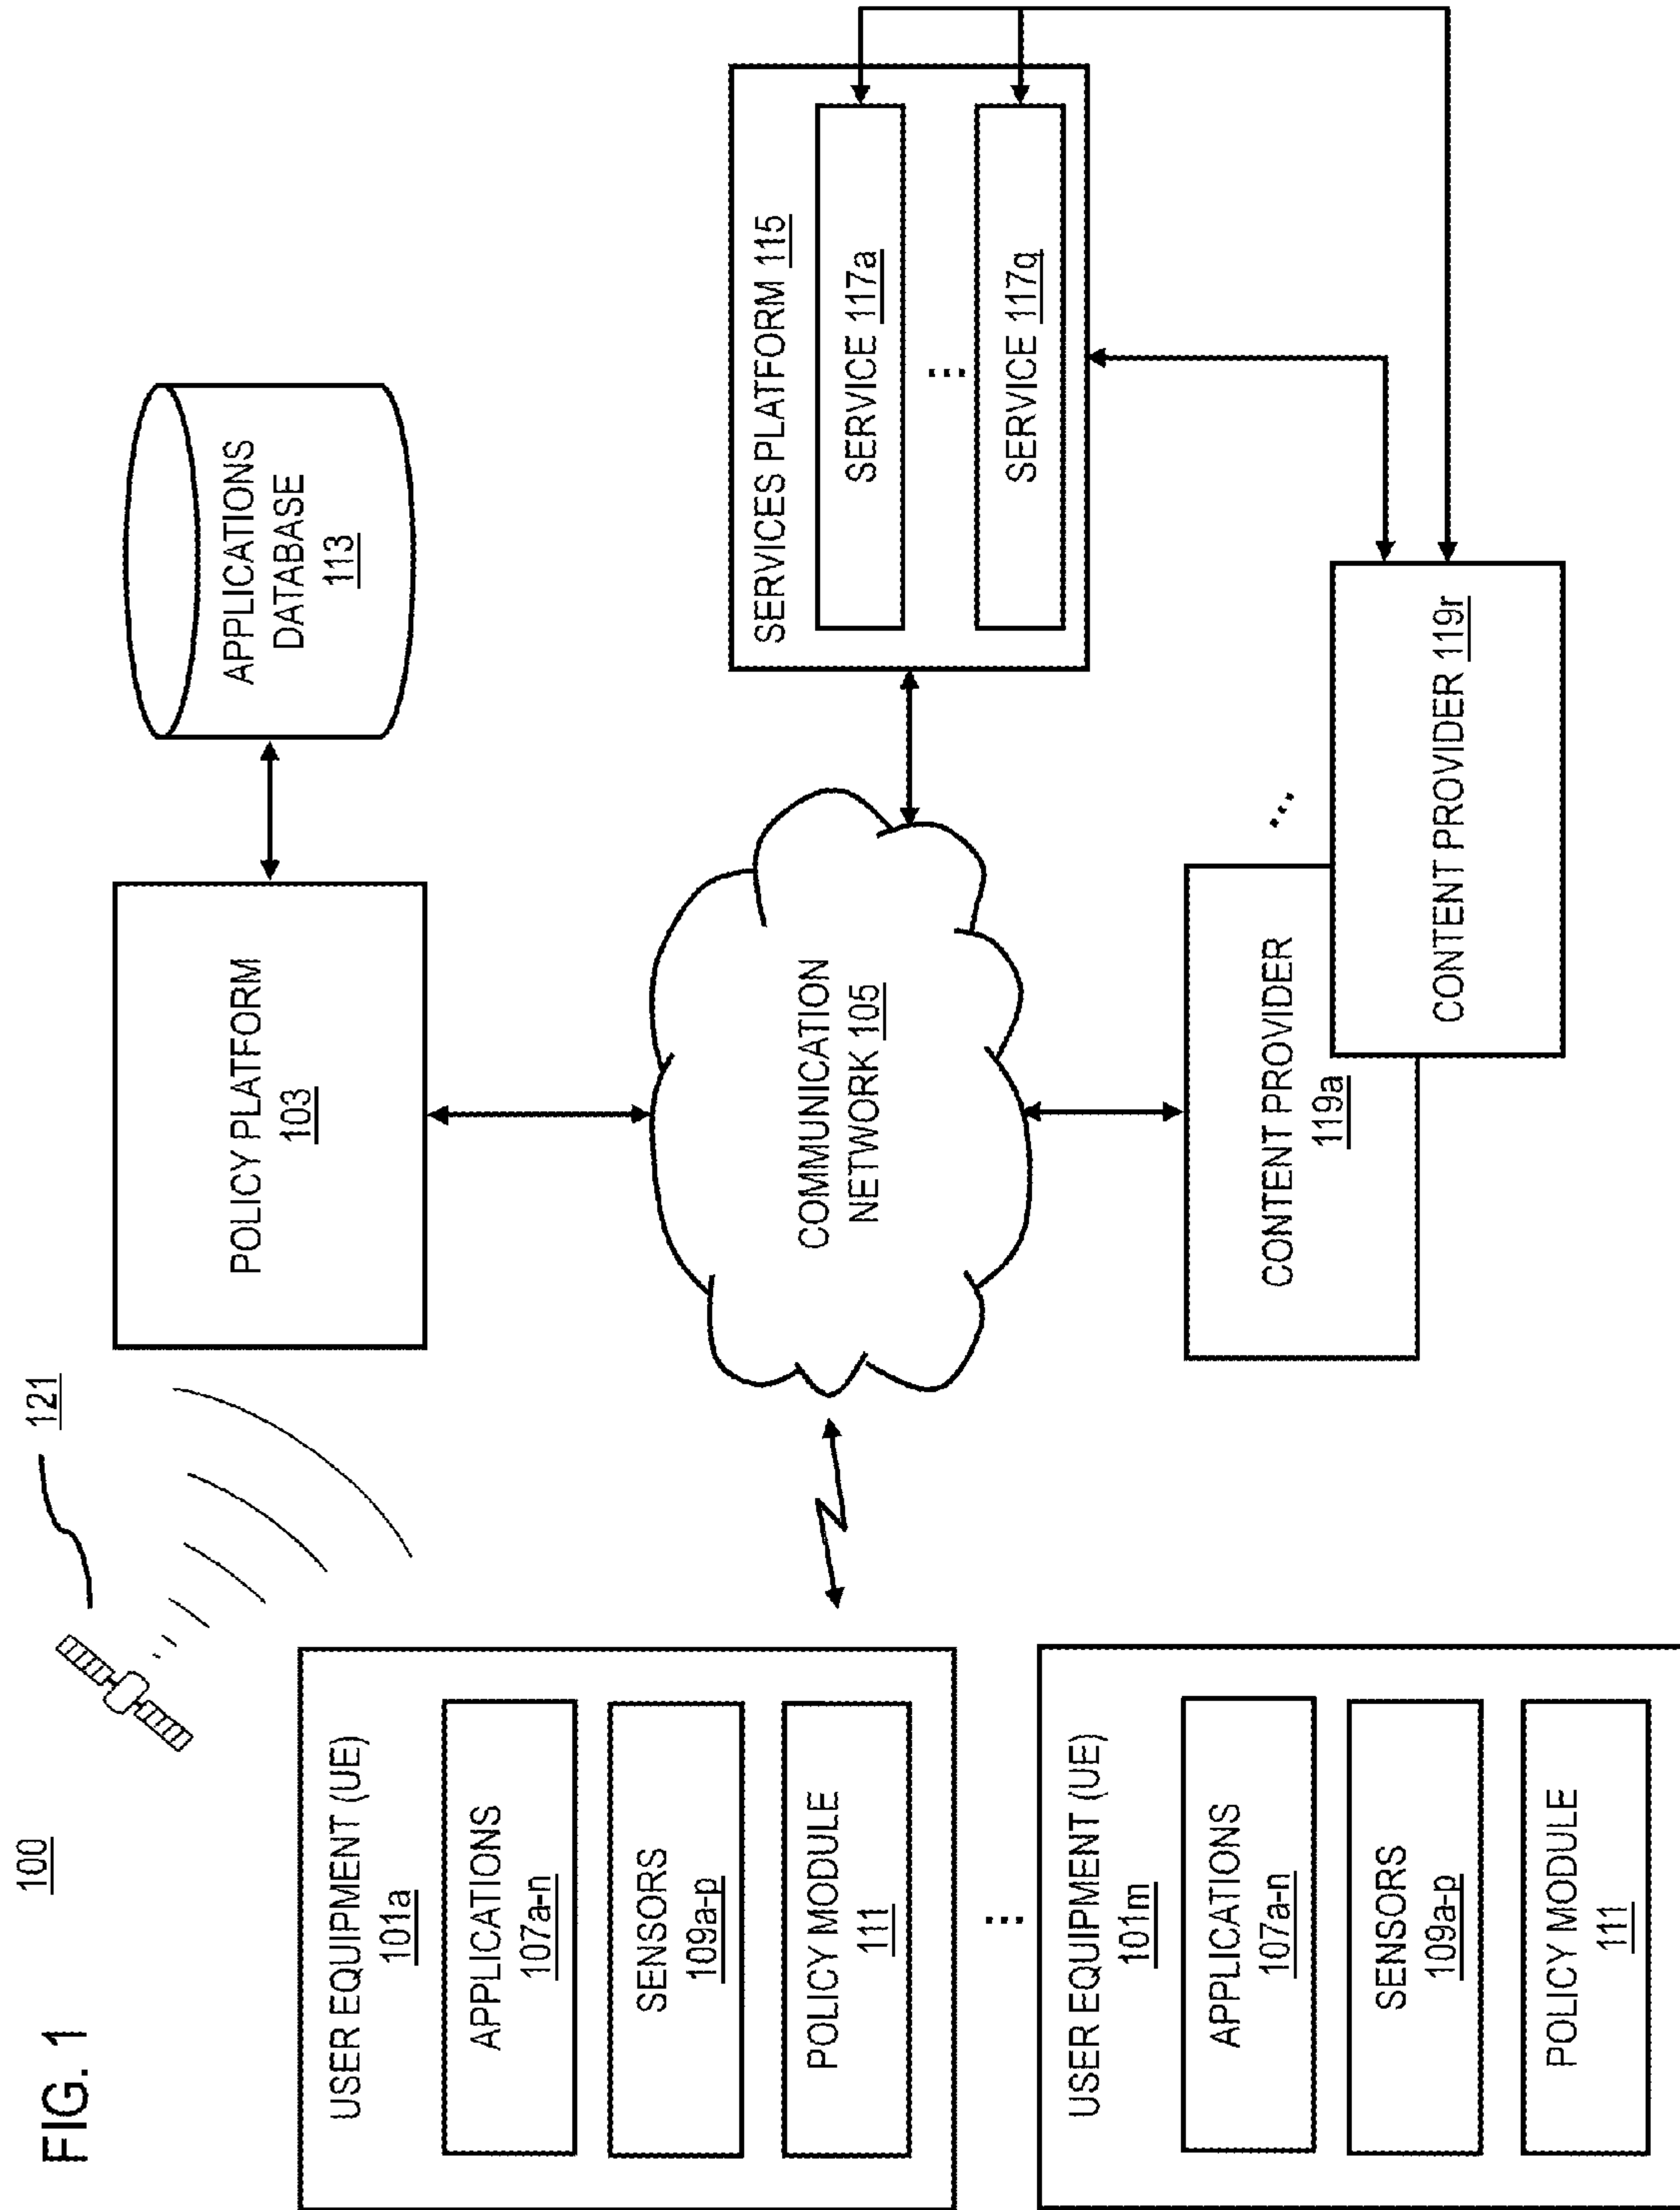 FIG. 1
100
121
USER EQUIPMENT (UE)
101a
APPLICATIONS
107a-n
SENSORS
109a-p
POLICY MODULE
111
...
USER EQUIPMENT (UE)
101m
APPLICATIONS
107a-n
SENSORS
109a-p
POLICY MODULE
111
POLICY PLATFORM
103
APPLICATIONS
DATABASE
113
COMMUNICATION
NETWORK 105
SERVICES PLATFORM 115
SERVICE 117a
...
SERVICE 117q
CONTENT PROVIDER
119a
...
CONTENT PROVIDER 119r